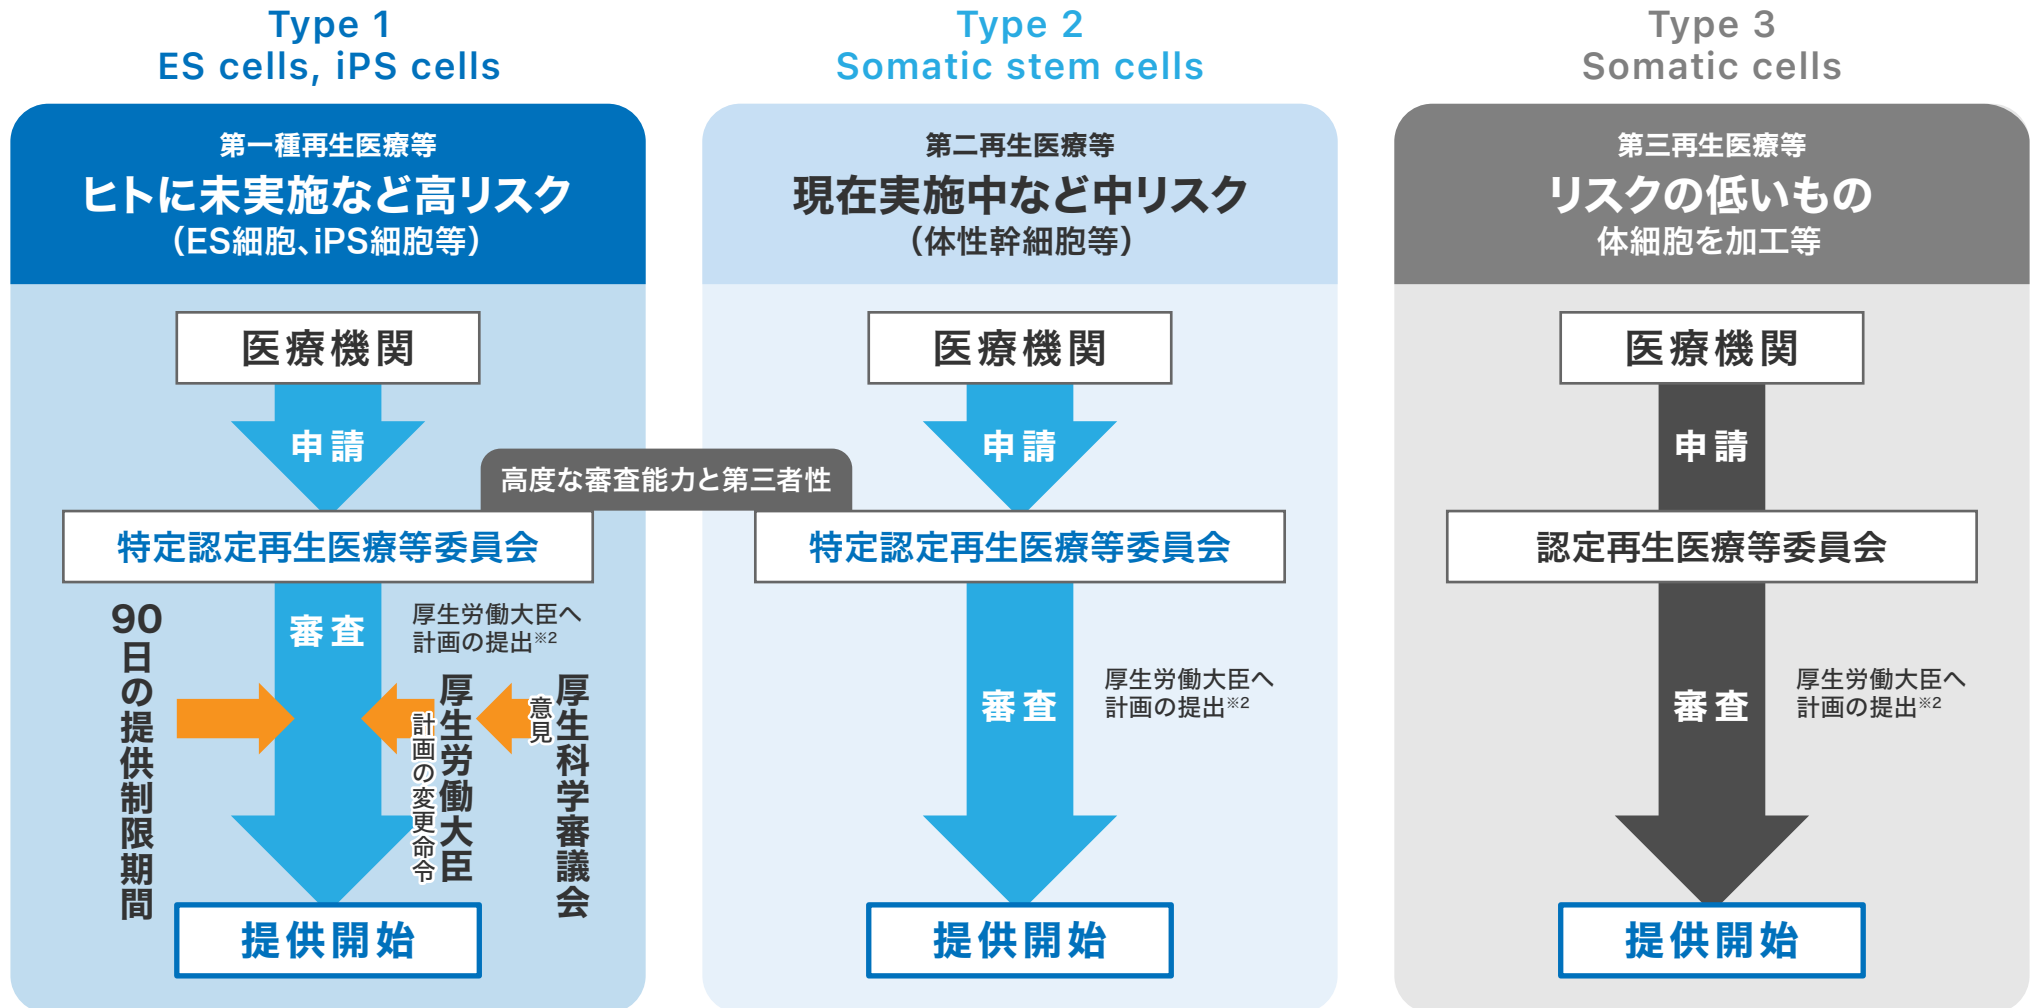 Type 1
ES cells, iPS cells
第一種再生医療等
ヒトに未実施など高リスク
（ES細胞、iPS細胞等）
医療機関
申請
高度な審査能力と第三者性
特定認定再生医療等委員会
90日の提供制限期間
審査
厚生労働大臣へ
計画の提出※2
計画の変更命令
厚生労働大臣
意見
厚生科学審議会
提供開始
Type 2
Somatic stem cells
第二再生医療等
現在実施中など中リスク
（体性幹細胞等）
医療機関
申請
特定認定再生医療等委員会
審査
厚生労働大臣へ
計画の提出※2
提供開始
Type 3
Somatic cells
第三再生医療等
リスクの低いもの
体細胞を加工等
医療機関
申請
認定再生医療等委員会
審査
厚生労働大臣へ
計画の提出※2
提供開始